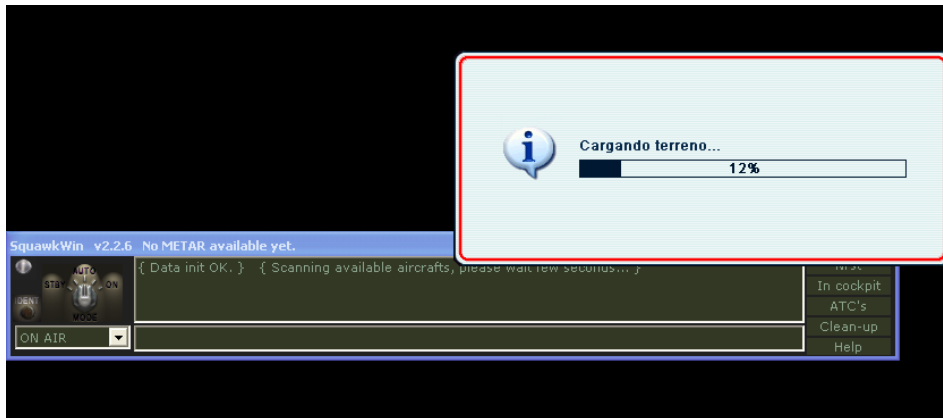 Cargando terreno...
12%
SquawkWin v2.2.6 No METAR available yet.
{ Data init OK. } { Scanning available aircrafts, please wait few seconds... }
AUTO
STBY
ON
IDENT
MODE
In cockpit
ATC's
Clean-up
ON AIR
Help